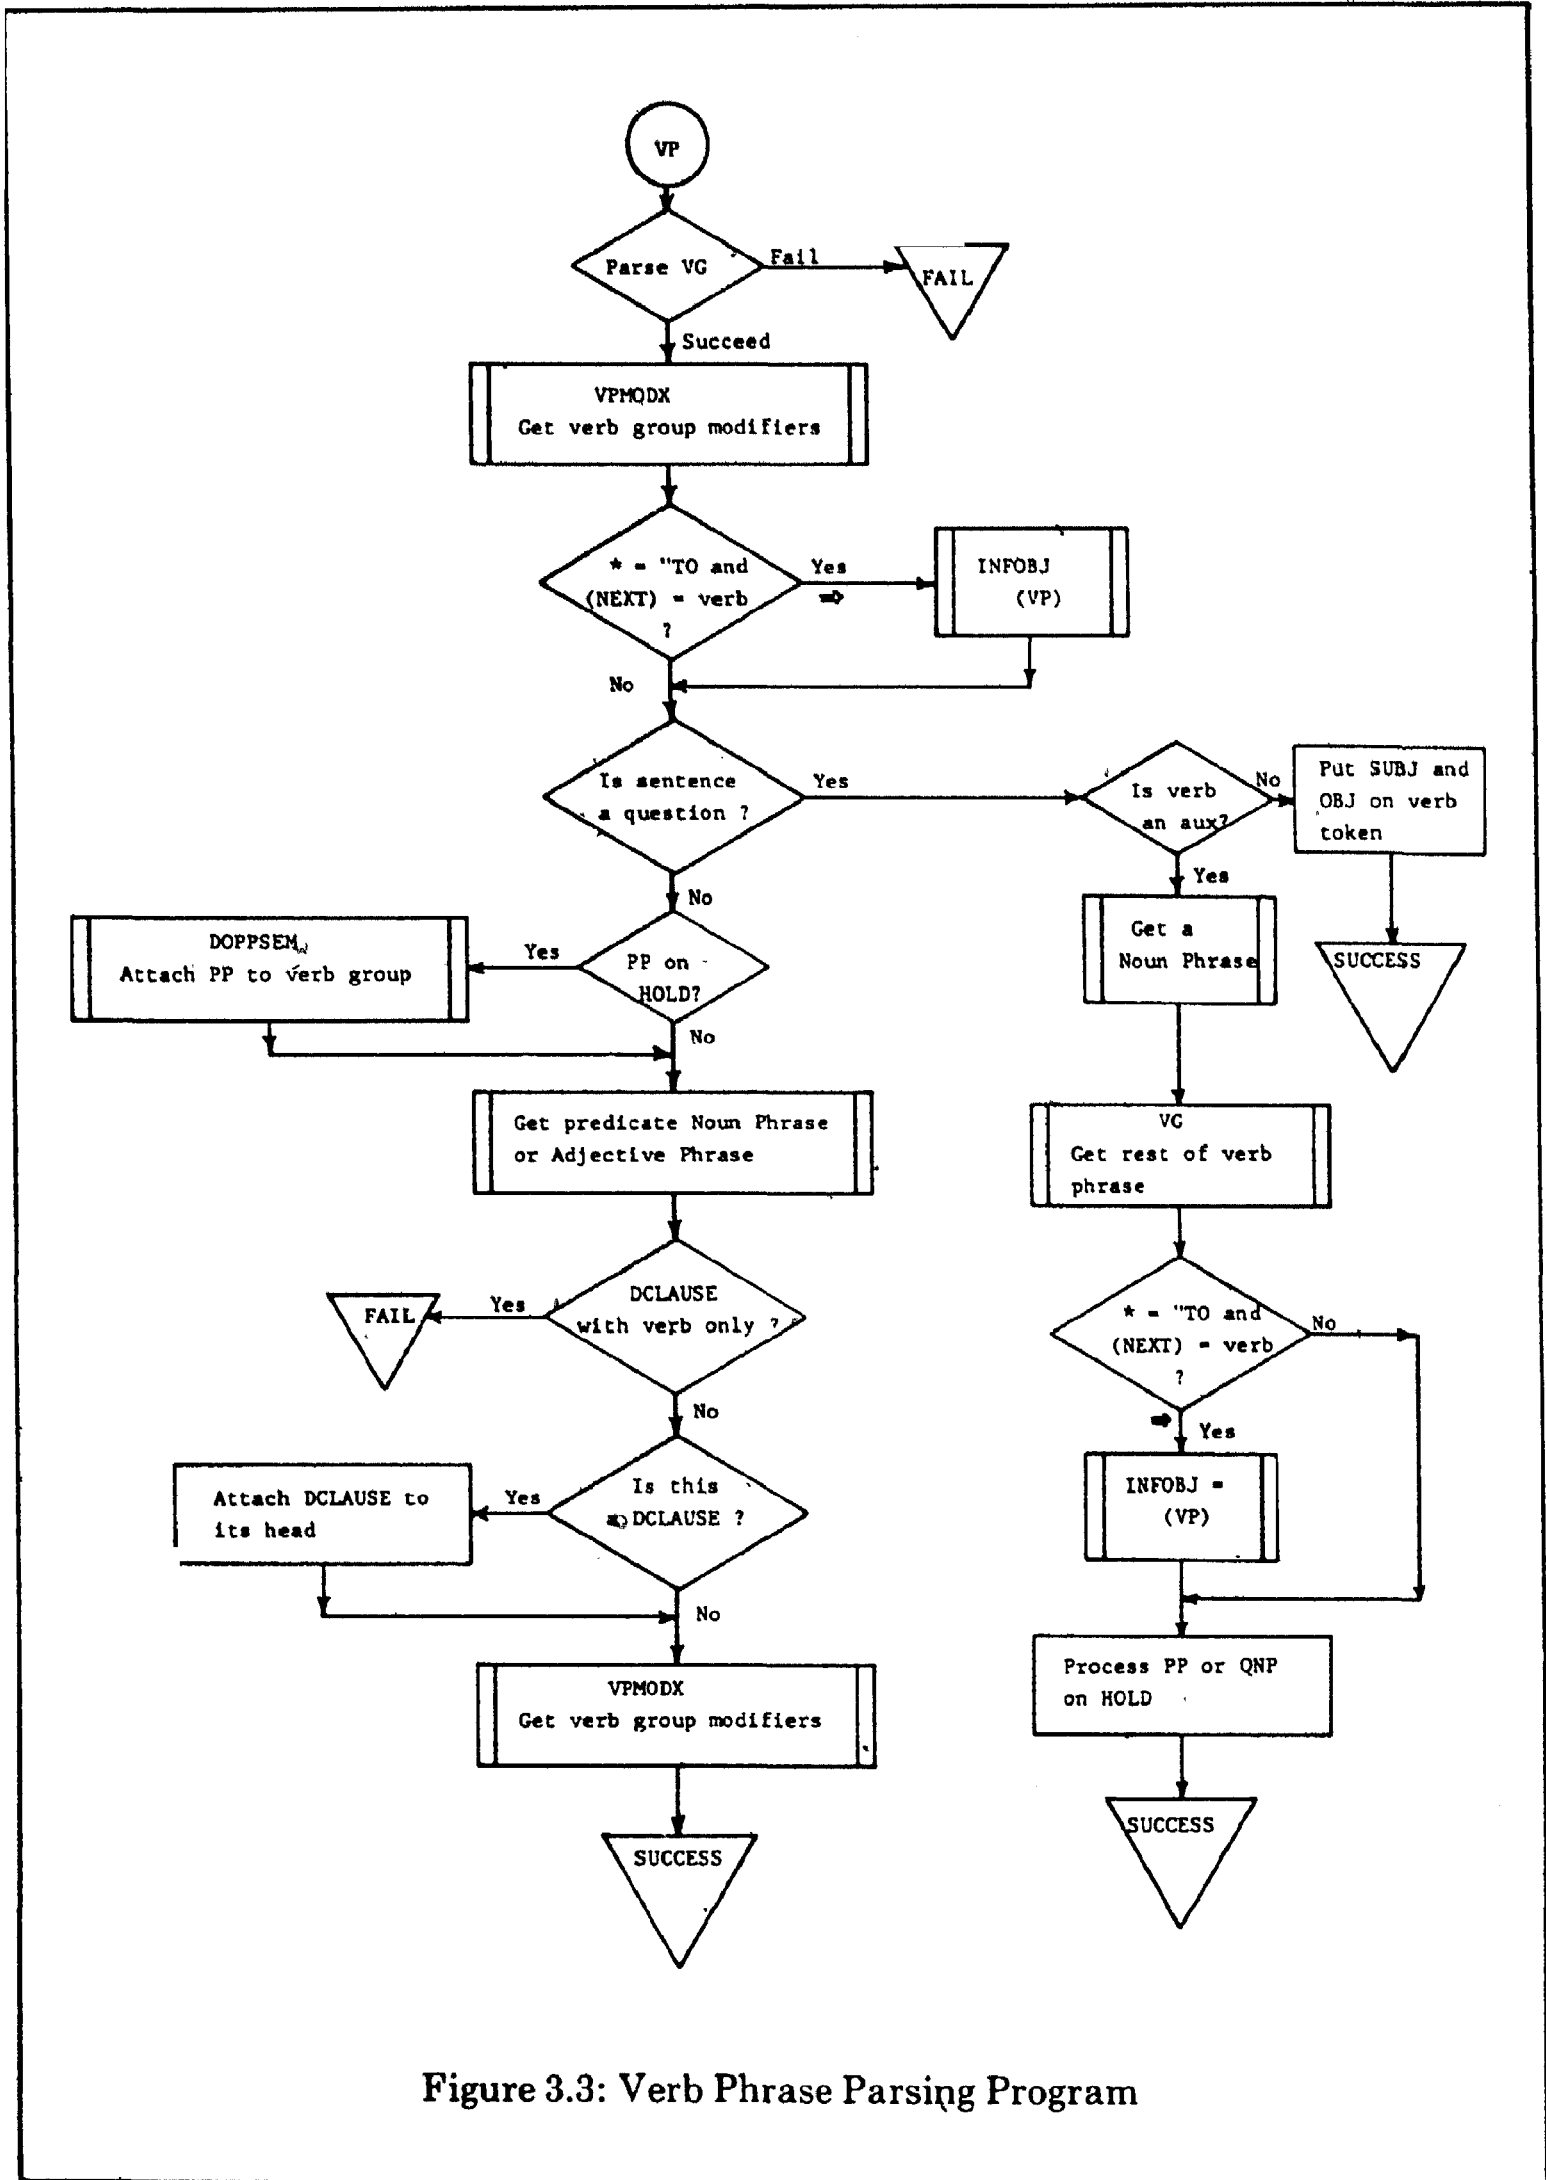 VP
Parse VG
Fail
FAIL
Succeed
VPMODX
Get verb group modifiers
* = "TO and
(NEXT) = verb
?
Yes
⇒
INFOBJ
(VP)
No
Is sentence
a question ?
Yes
Is verb
an aux?
No
Put SUBJ and
OBJ on verb
token
SUCCESS
Yes
Get a
Noun Phrase
VG
Get rest of verb
phrase
* = "TO and
(NEXT) = verb
?
No
⇒
Yes
INFOBJ =
(VP)
Process PP or QNP
on HOLD
SUCCESS
No
PP on
HOLD?
Yes
DOPPSEM
Attach PP to verb group
No
Get predicate Noun Phrase
or Adjective Phrase
DCLAUSE
with verb only ?
Yes
FAIL
No
Is this
⇒ DCLAUSE ?
Yes
Attach DCLAUSE to
its head
No
VPMODX
Get verb group modifiers
SUCCESS
Figure 3.3: Verb Phrase Parsing Program